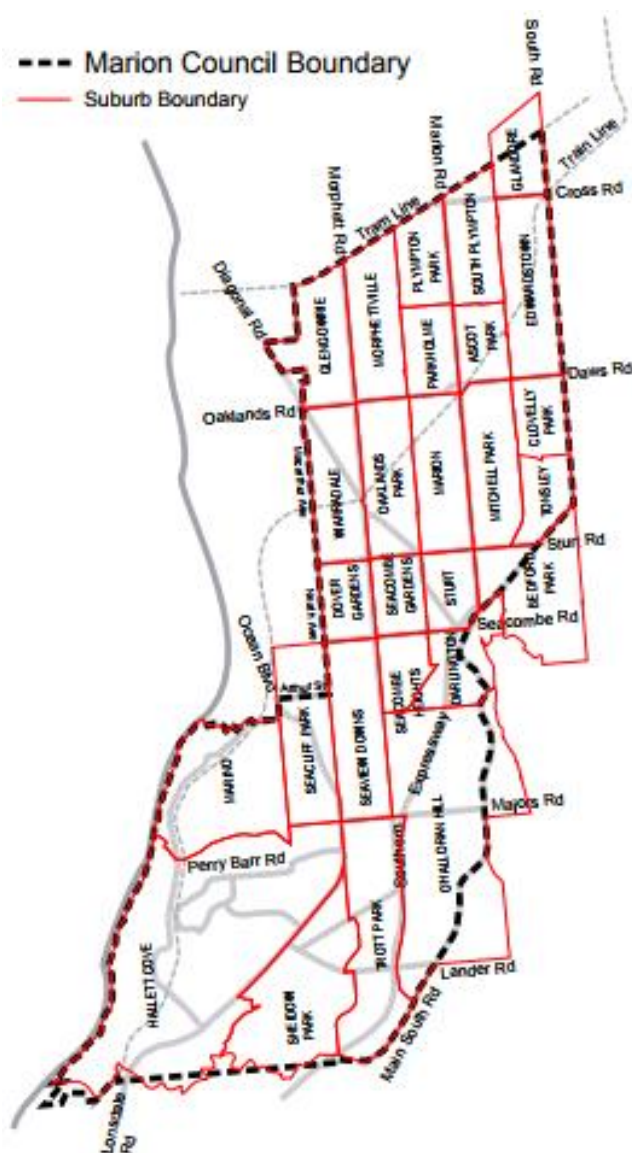 Marion Council Boundary
Suburb Boundary
South Rd
GLANDORE
Train Line
Marion Rd
Cross Rd
Morphett Rd
Tram Line
SOUTH PLYMPTON
PLYMPTON
PARK
EDWARDSTOWN
Diagonal Rd
GLENGOWRIE
MORPHETTVILLE
PARKHOLME
ASCOT
PARK
Daws Rd
Oaklands Rd
CLOVELLY
PARK
WARRADALE
OAKLANDS
PARK
MARION
MITCHELL PARK
TONSLEY
Sturt Rd
DOVER
GARDENS
SEACOMBE
GARDENS
STURT
BEDFORD
PARK
Seacombe Rd
Ocean Blvd
SEACOMBE
HEIGHTS
DARLINGTON
MARINO
SEACLIFF PARK
SEAVIEW DOWNS
Expressway
Majors Rd
Perry Barr Rd
Southern
O'HALLORAN HILL
TROTT PARK
Lander Rd
HALLETT COVE
SHEIDOW
PARK
Main South Rd
Lonsdale
Rd